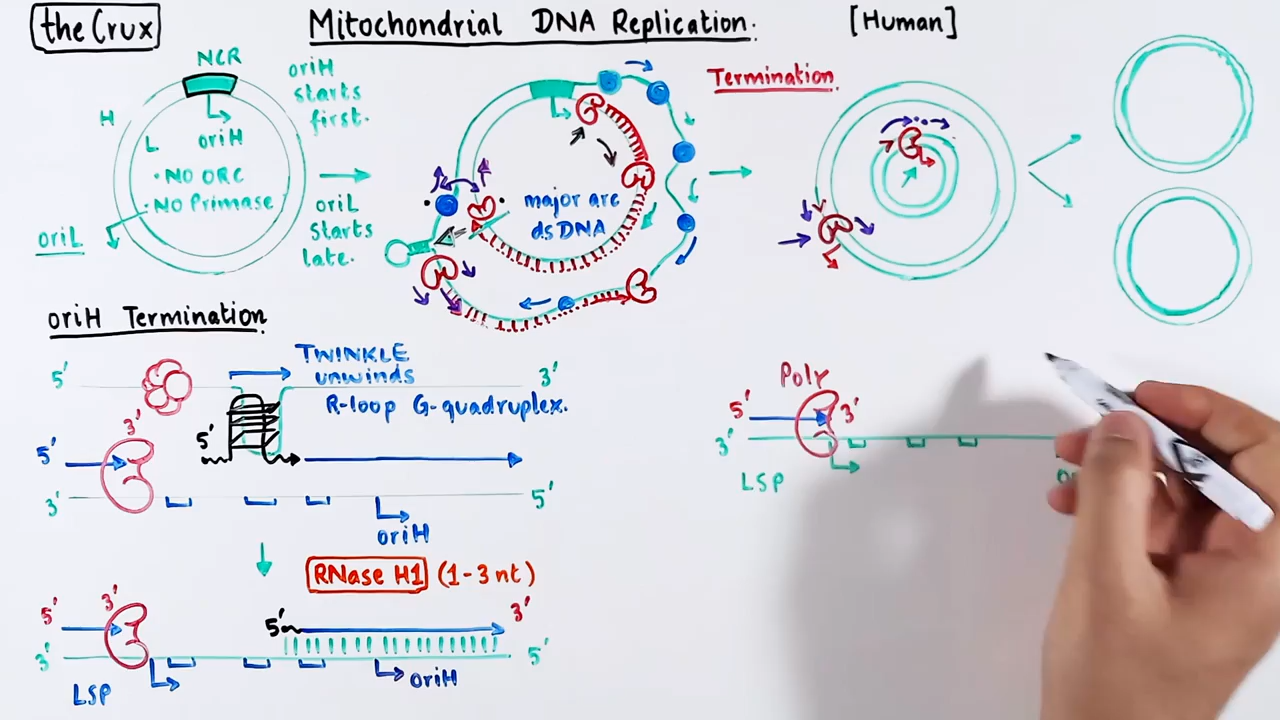 the Crux
Mitochondrial DNA Replication.
[Human]
NCR
H
L
oriH
• No ORC
• No Primase
oriL
oriH
starts
first.
oriL
starts
late.
major arc
dsDNA
Termination
oriH Termination
5' 3'
TWINKLE
unwinds
R-loop G-quadruplex.
3'
5' 5'
3' 5'
oriH
RNase H1 (1-3 nt)
5' 3' 5' 3'
3' 5'
LSP oriH
Polγ
5' 3'
3'
LSP